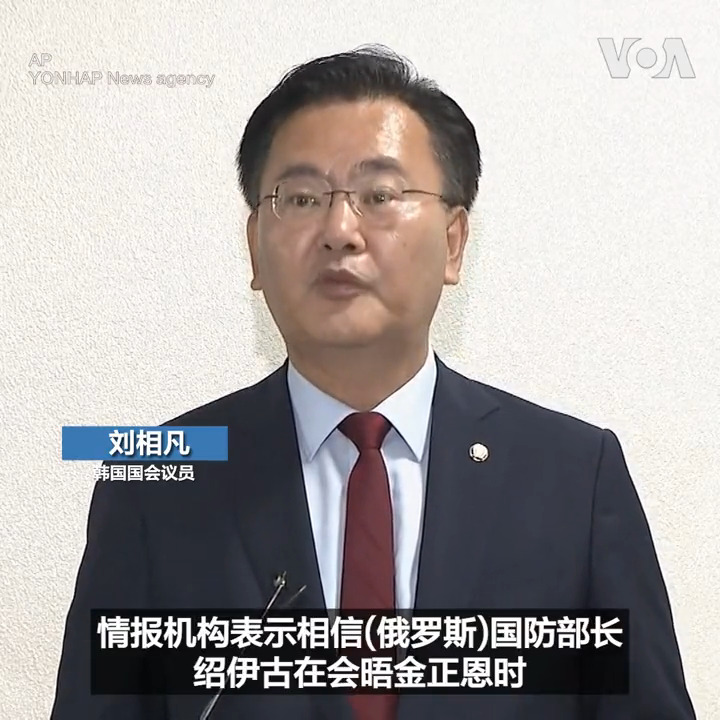 AP
YONHAP News agency
VOA
刘相凡
韩国国会议员
情报机构表示相信(俄罗斯)国防部长
绍伊古在会晤金正恩时